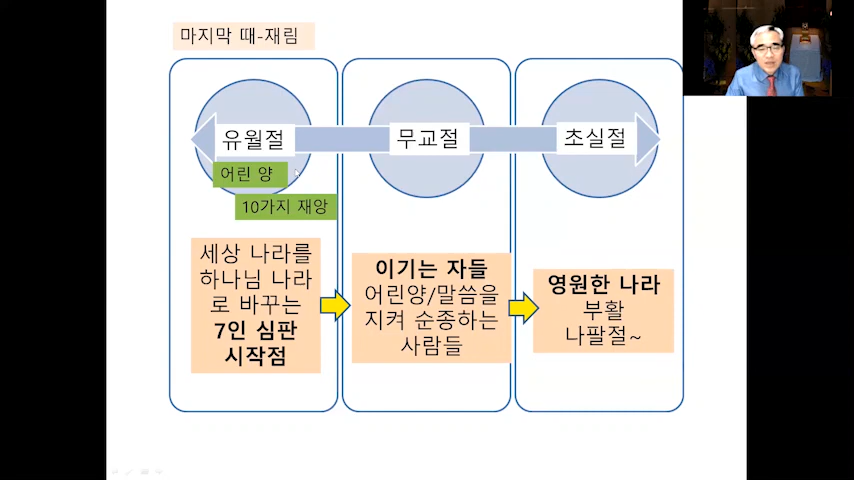 마지막 때-재림
유월절
무교절
초실절
어린 양
10가지 재앙
세상 나라를
하나님 나라
로 바꾸는
7인 심판
시작점
이기는 자들
어린양/말씀을
지켜 순종하는
사람들
영원한 나라
부활
나팔절~